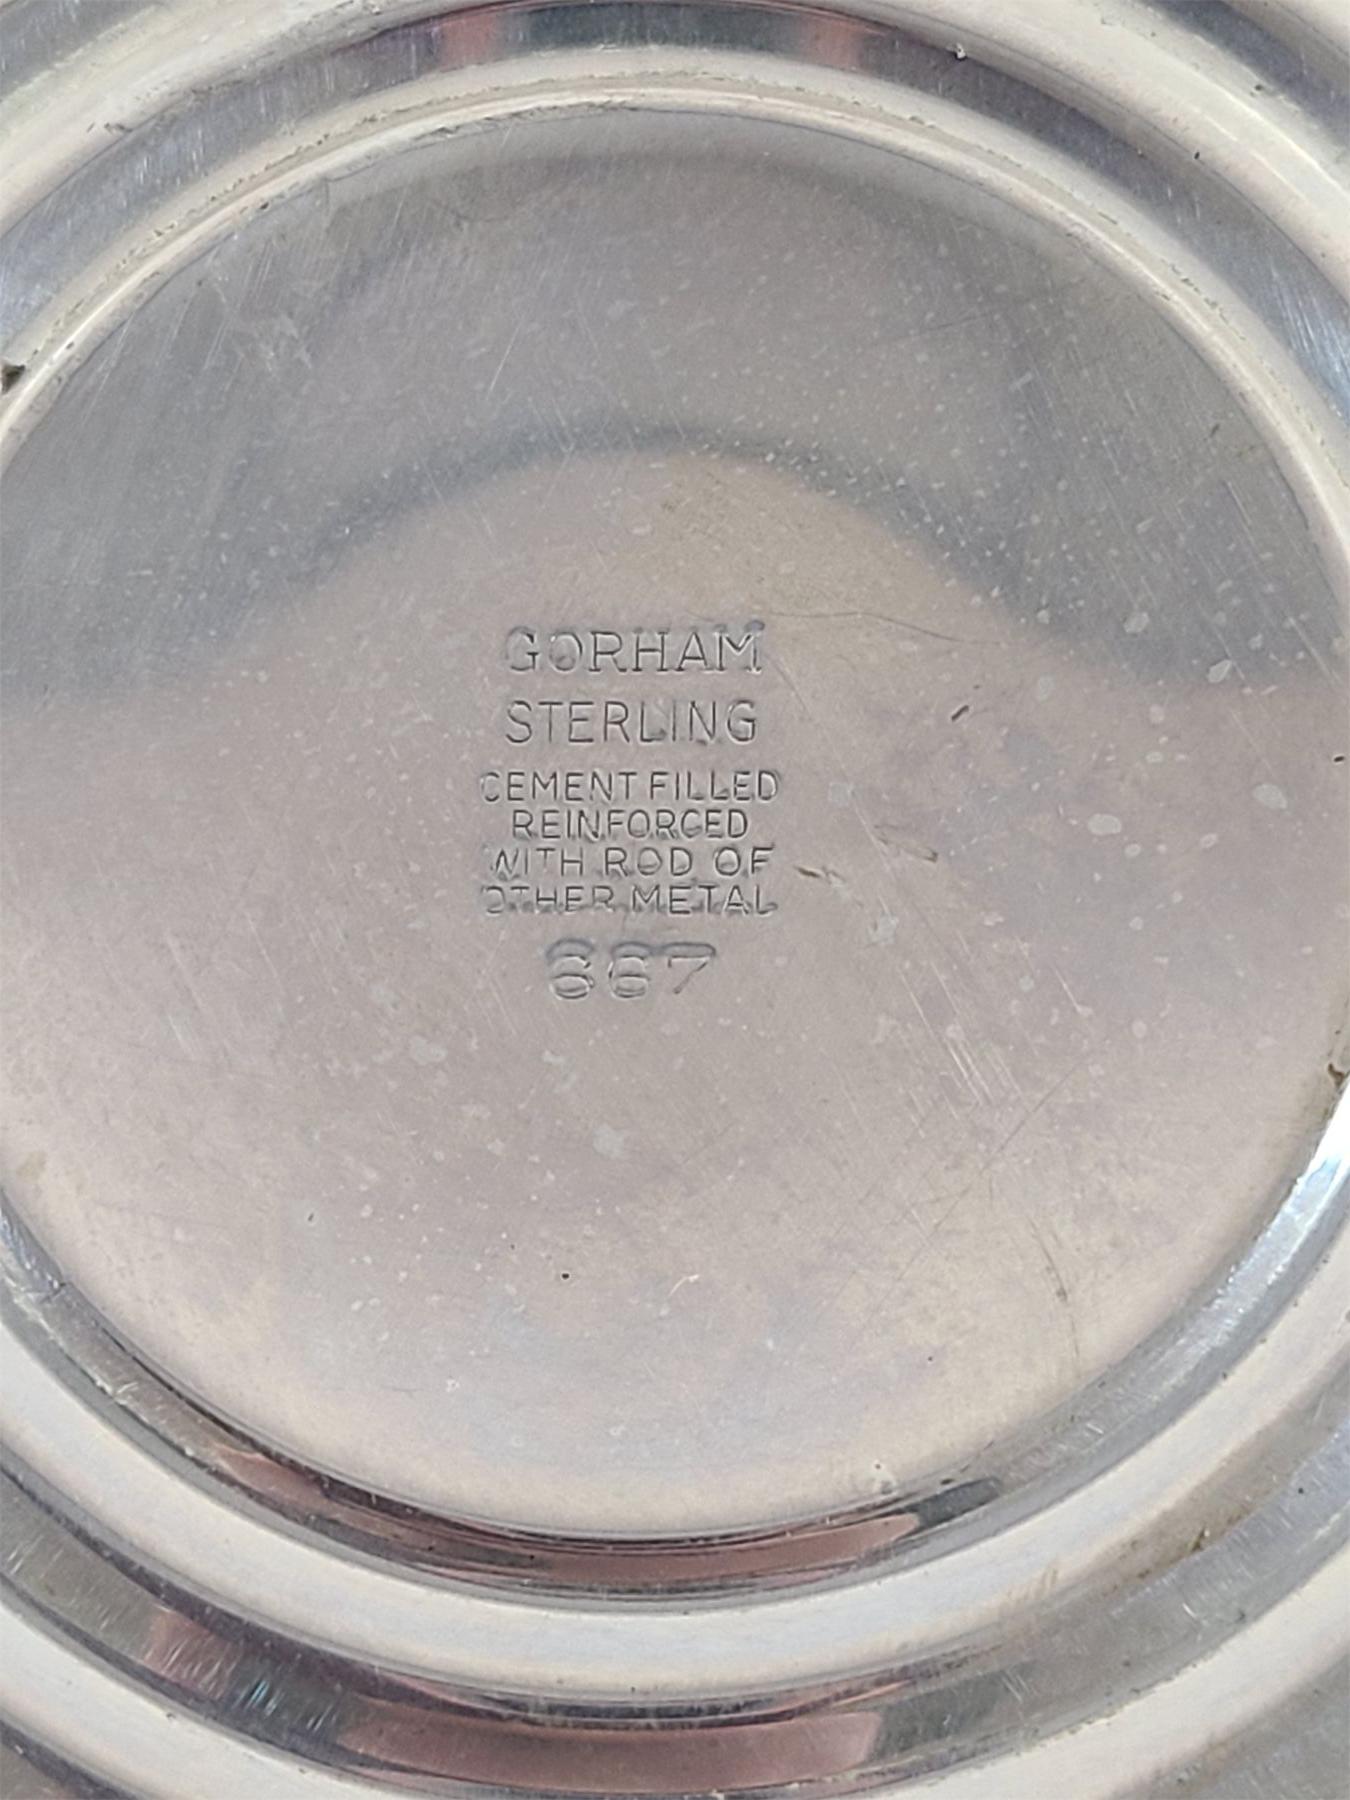 GORHAM
STERLING
CEMENT FILLED
REINFORCED
WITH ROD OF
OTHER METAL
667